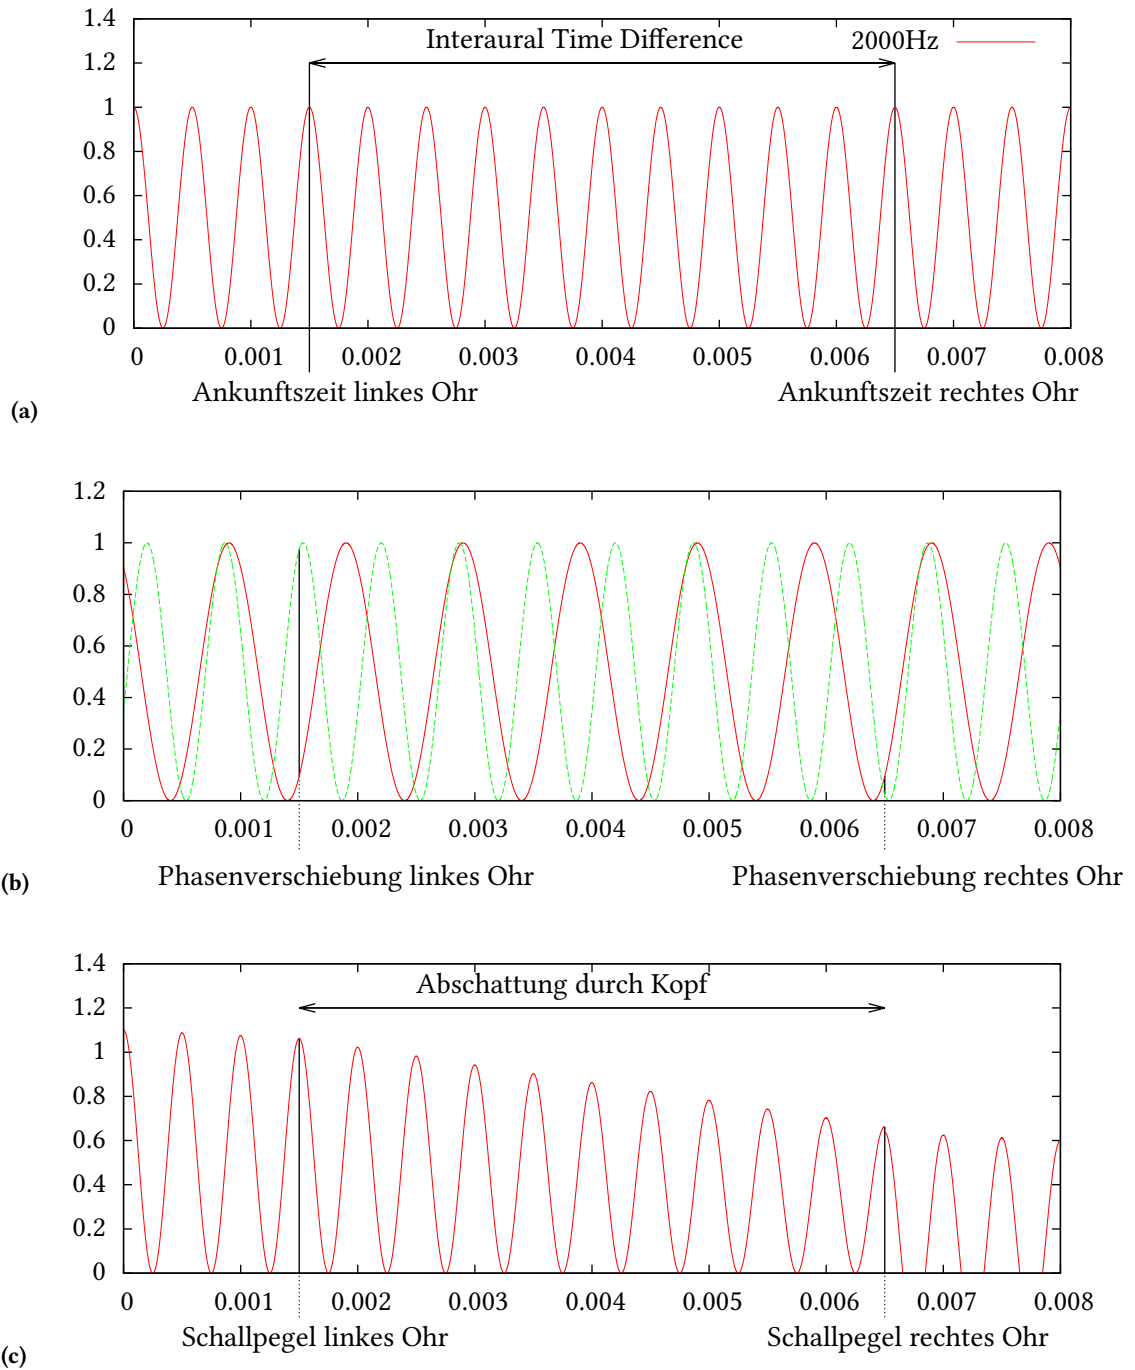 1.4
Interaural Time Difference
2000Hz
1.2
1
0.8
0.6
0.4
0.2
0
0 0.001 0.002 0.003 0.004 0.005 0.006 0.007 0.008
Ankunftszeit linkes Ohr
Ankunftszeit rechtes Ohr
(a)
1.2
1
0.8
0.6
0.4
0.2
0
0 0.001 0.002 0.003 0.004 0.005 0.006 0.007 0.008
Phasenverschiebung linkes Ohr
Phasenverschiebung rechtes Ohr
(b)
1.4
Abschattung durch Kopf
1.2
1
0.8
0.6
0.4
0.2
0
0 0.001 0.002 0.003 0.004 0.005 0.006 0.007 0.008
Schallpegel linkes Ohr
Schallpegel rechtes Ohr
(c)